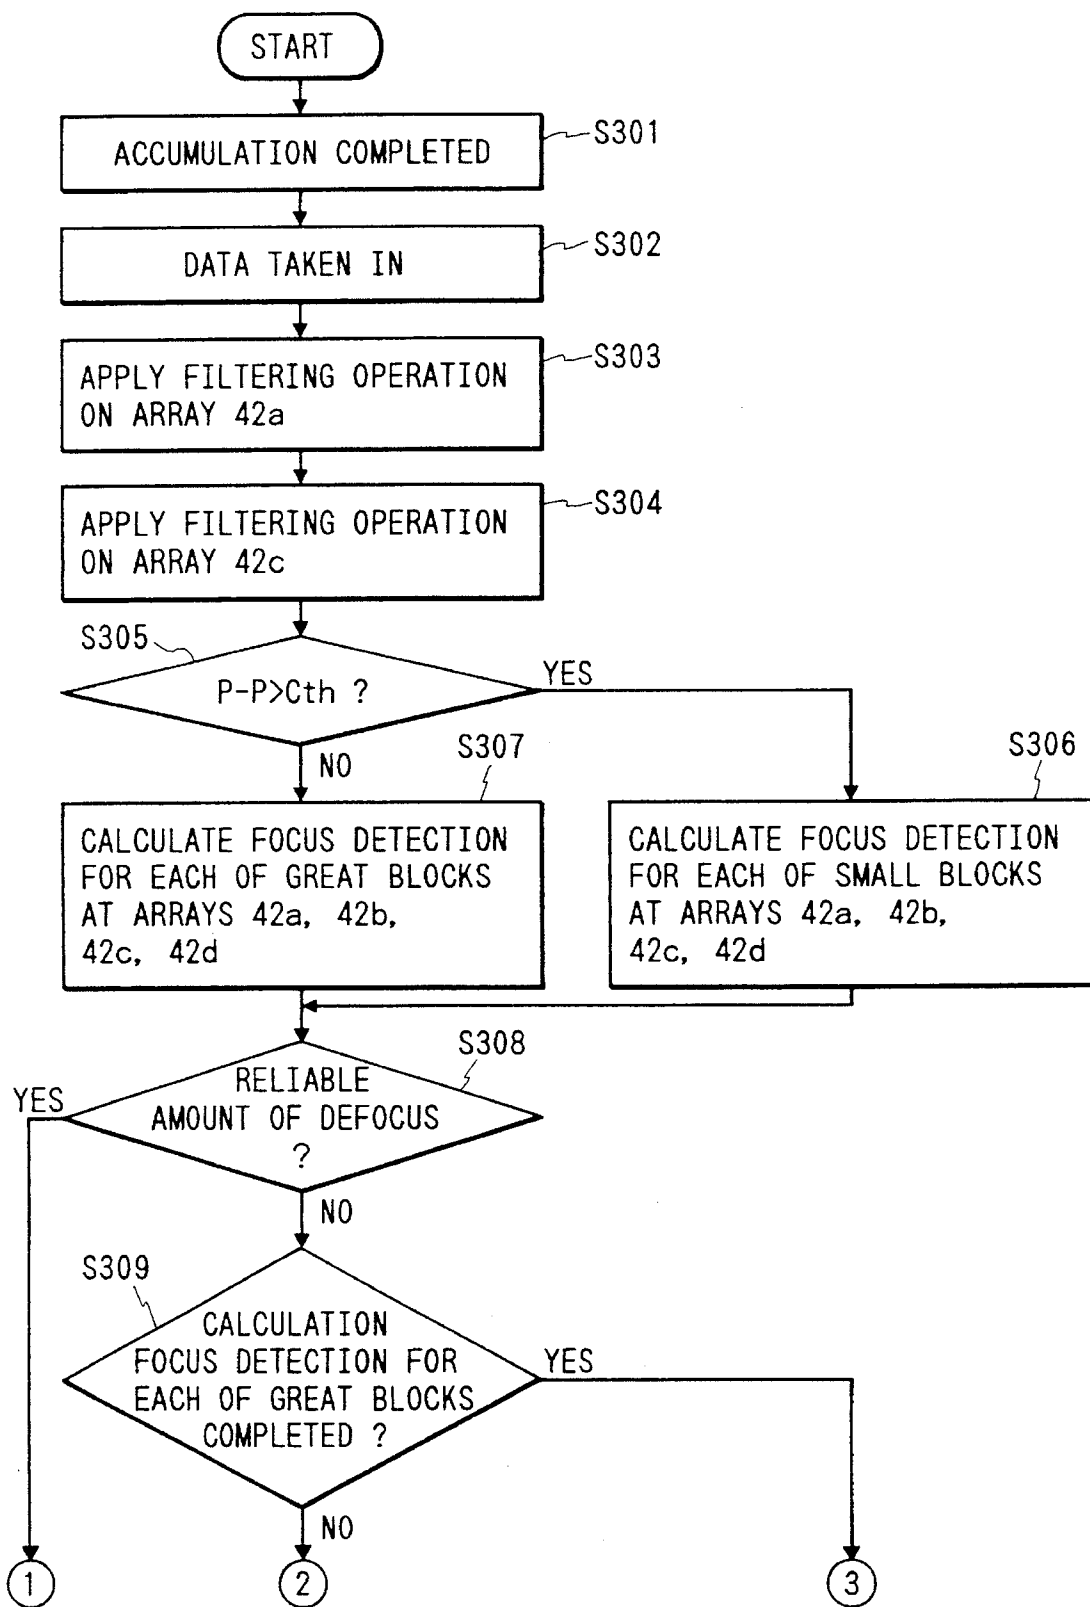 START
ACCUMULATION COMPLETED
S301
DATA TAKEN IN
S302
APPLY FILTERING OPERATION
ON ARRAY 42a
S303
APPLY FILTERING OPERATION
ON ARRAY 42c
S304
S305
P-P>Cth ?
YES
NO
S307
CALCULATE FOCUS DETECTION
FOR EACH OF GREAT BLOCKS
AT ARRAYS 42a, 42b,
42c, 42d
S306
CALCULATE FOCUS DETECTION
FOR EACH OF SMALL BLOCKS
AT ARRAYS 42a, 42b,
42c, 42d
S308
RELIABLE
AMOUNT OF DEFOCUS
?
YES
NO
S309
CALCULATION
FOCUS DETECTION FOR
EACH OF GREAT BLOCKS
COMPLETED ?
YES
NO
1
2
3